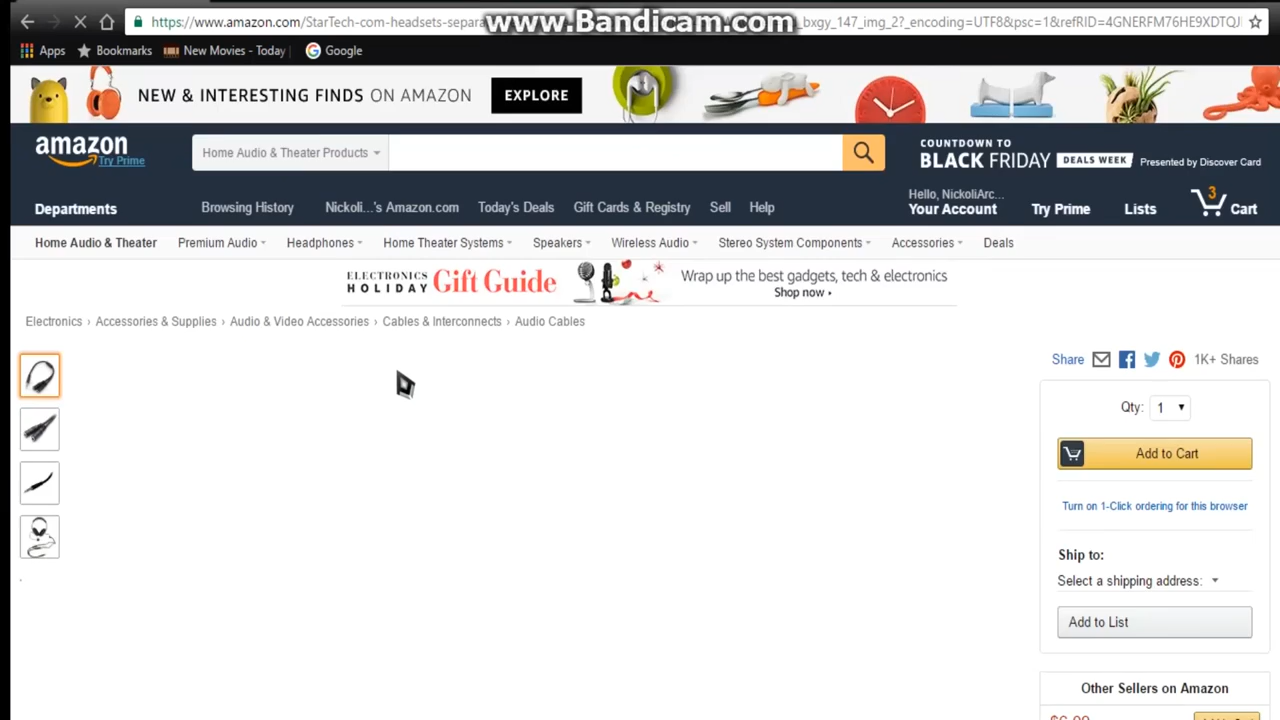 https://www.amazon.com/StarTech-com-headsets-separa
_bxgy_147_img_2?_encoding=UTF8&psc=1&refRID=4GNERFM76HE9XDTQJ
www.Bandicam.com
Apps Bookmarks New Movies - Today Google
NEW & INTERESTING FINDS ON AMAZON EXPLORE
amazon
Try Prime
Home Audio & Theater Products
COUNTDOWN TO
BLACK FRIDAY DEALS WEEK Presented by Discover Card
Departments Browsing History Nickoli...'s Amazon.com Today's Deals Gift Cards & Registry Sell Help
Hello, NickoliArc...
Your Account Try Prime Lists 3 Cart
Home Audio & Theater Premium Audio Headphones Home Theater Systems Speakers Wireless Audio Stereo System Components Accessories Deals
ELECTRONICS
HOLIDAY Gift Guide
Wrap up the best gadgets, tech & electronics
Shop now ▸
Electronics › Accessories & Supplies › Audio & Video Accessories › Cables & Interconnects › Audio Cables
Share 1K+ Shares
Qty: 1
Add to Cart
Turn on 1-Click ordering for this browser
Ship to:
Select a shipping address:
Add to List
Other Sellers on Amazon